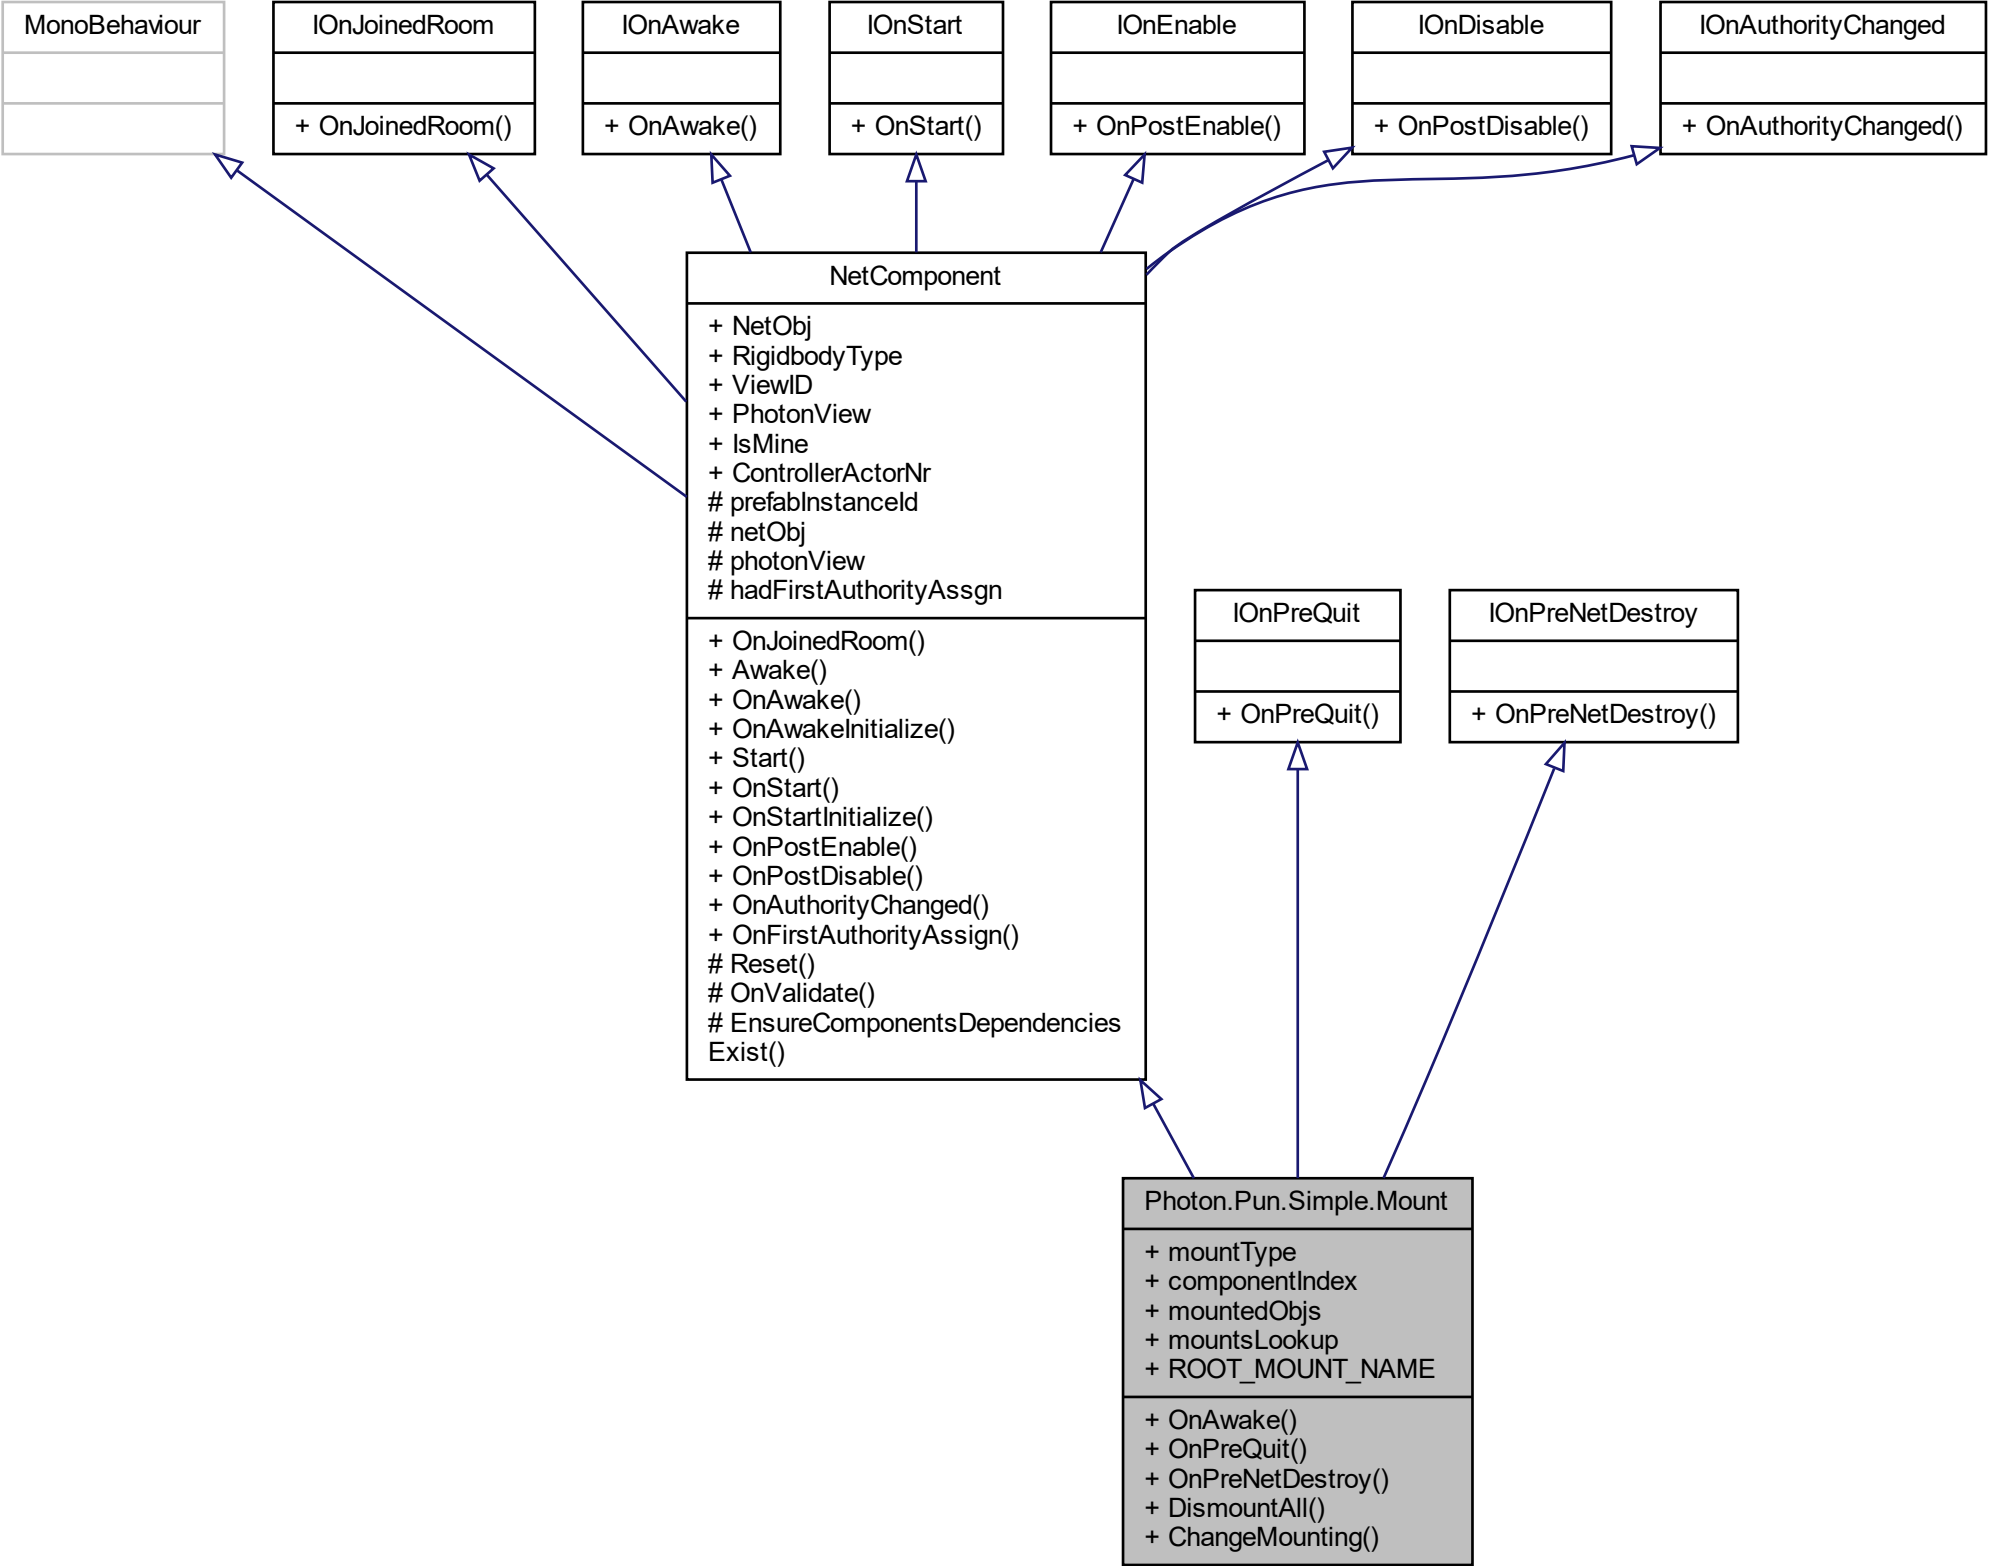 MonoBehaviour
IOnJoinedRoom
+ OnJoinedRoom()
IOnAwake
+ OnAwake()
IOnStart
+ OnStart()
IOnEnable
+ OnPostEnable()
IOnDisable
+ OnPostDisable()
IOnAuthorityChanged
+ OnAuthorityChanged()
NetComponent
+ NetObj
+ RigidbodyType
+ ViewID
+ PhotonView
+ IsMine
+ ControllerActorNr
# prefabInstanceId
# netObj
# photonView
# hadFirstAuthorityAssgn
+ OnJoinedRoom()
+ Awake()
+ OnAwake()
+ OnAwakeInitialize()
+ Start()
+ OnStart()
+ OnStartInitialize()
+ OnPostEnable()
+ OnPostDisable()
+ OnAuthorityChanged()
+ OnFirstAuthorityAssign()
# Reset()
# OnValidate()
# EnsureComponentsDependencies
Exist()
IOnPreQuit
+ OnPreQuit()
IOnPreNetDestroy
+ OnPreNetDestroy()
Photon.Pun.Simple.Mount
+ mountType
+ componentIndex
+ mountedObjs
+ mountsLookup
+ ROOT_MOUNT_NAME
+ OnAwake()
+ OnPreQuit()
+ OnPreNetDestroy()
+ DismountAll()
+ ChangeMounting()